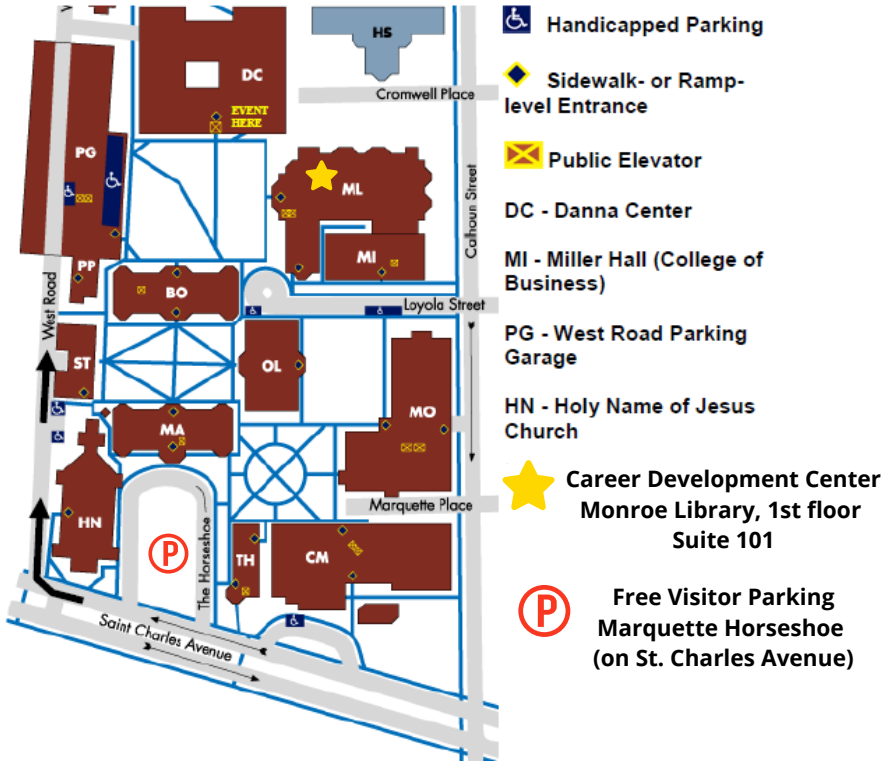 HS
DC
Cromwell Place
EVENT
HERE
PG
ML
Calhoun Street
MI
PP
BO
Loyola Street
West Road
ST
OL
MO
MA
HN
The Horseshoe
Marquette Place
TH
CM
P
Saint Charles Avenue
Handicapped Parking
Sidewalk- or Ramp-
level Entrance
Public Elevator
DC - Danna Center
MI - Miller Hall (College of
Business)
PG - West Road Parking
Garage
HN - Holy Name of Jesus
Church
Career Development Center
Monroe Library, 1st floor
Suite 101
P
Free Visitor Parking
Marquette Horseshoe
(on St. Charles Avenue)